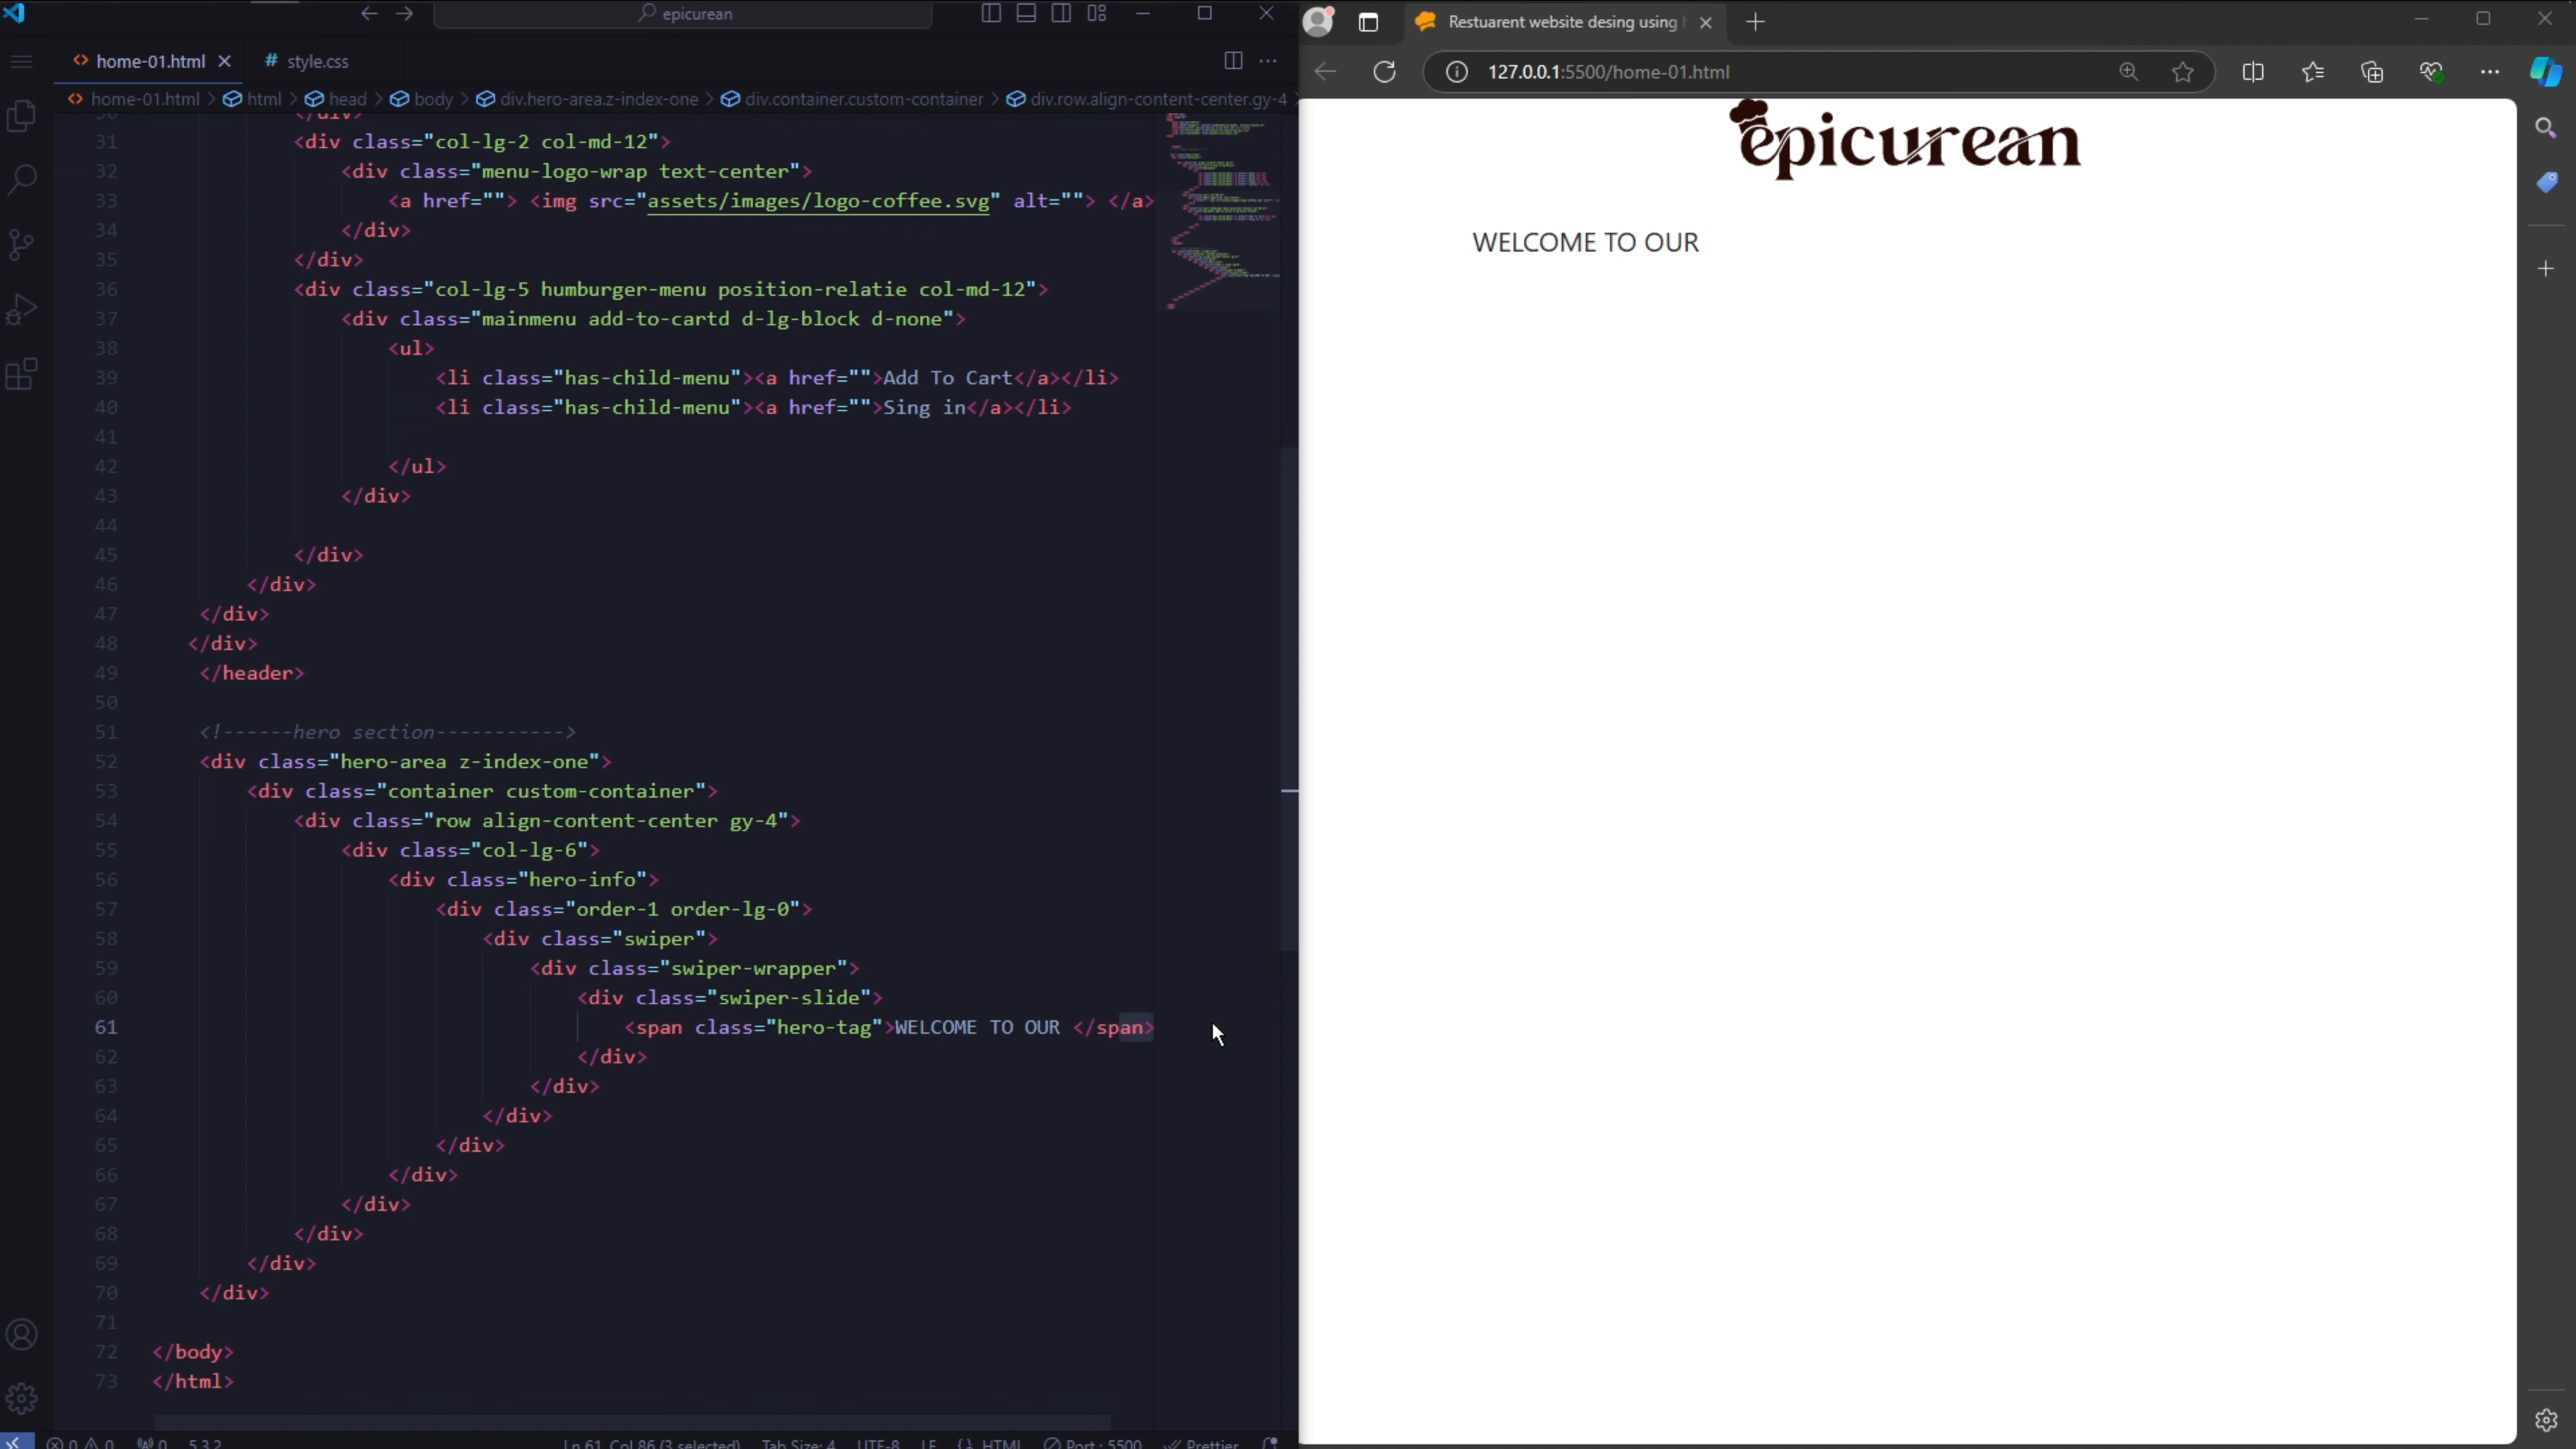 epicurean
home-01.html
# style.css
home-01.html > html > head > body > div.hero-area.z-index-one > div.container.custom-container > div.row.align-content-center.gy-4
31 <div class="col-lg-2 col-md-12">
32 <div class="menu-logo-wrap text-center">
33 <a href=""> <img src="assets/images/logo-coffee.svg" alt=""> </a>
34 </div>
35 </div>
36 <div class="col-lg-5 humburger-menu position-relatie col-md-12">
37 <div class="mainmenu add-to-cartd d-lg-block d-none">
38 <ul>
39 <li class="has-child-menu"><a href="">Add To Cart</a></li>
40 <li class="has-child-menu"><a href="">Sing in</a></li>
41
42 </ul>
43 </div>
44
45 </div>
46 </div>
47 </div>
48 </div>
49 </header>
50
51 <!------hero section----------->
52 <div class="hero-area z-index-one">
53 <div class="container custom-container">
54 <div class="row align-content-center gy-4">
55 <div class="col-lg-6">
56 <div class="hero-info">
57 <div class="order-1 order-lg-0">
58 <div class="swiper">
59 <div class="swiper-wrapper">
60 <div class="swiper-slide">
61 <span class="hero-tag">WELCOME TO OUR </span>
62 </div>
63 </div>
64 </div>
65 </div>
66 </div>
67 </div>
68 </div>
69 </div>
70 </div>
71
72 </body>
73 </html>
Ln 61, Col 86 (3 selected) Tab Size: 4 UTF-8 LF {} HTML Port : 5500 Prettier
Restuarent website desing using
127.0.0.1:5500/home-01.html
epicurean
WELCOME TO OUR